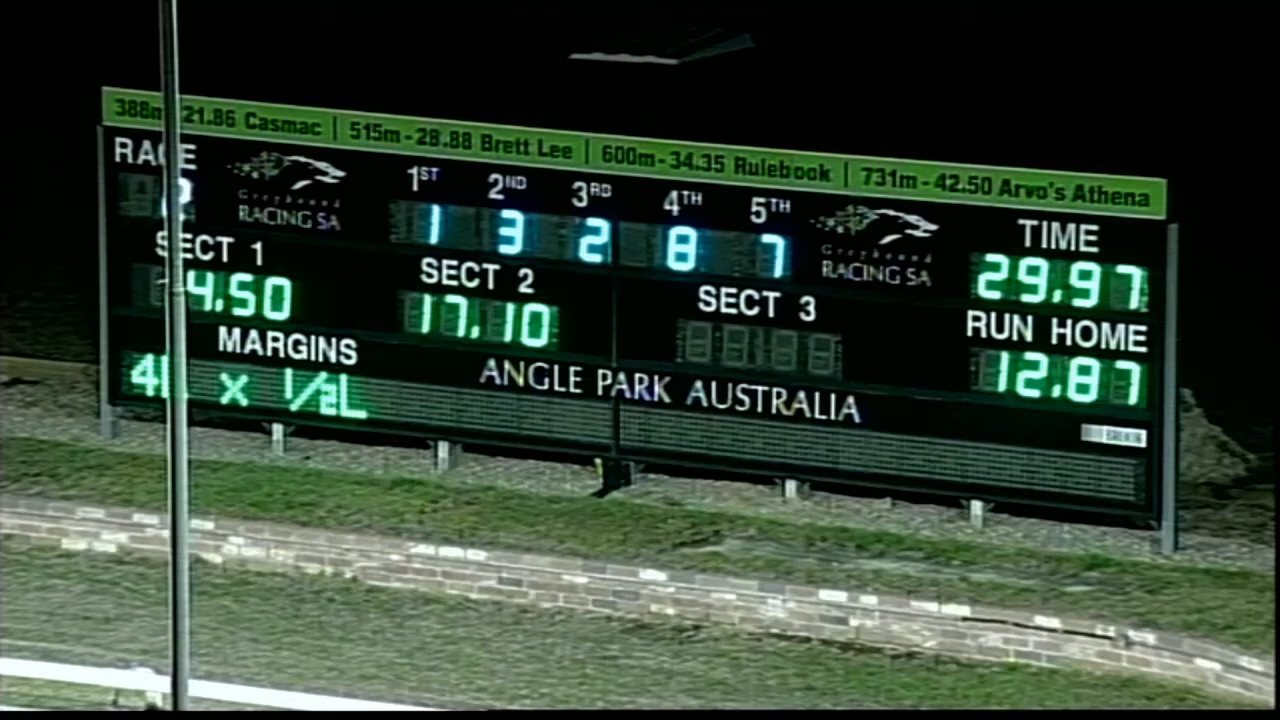 388m-21.86 Casmac | 515m-28.88 Brett Lee | 600m-34.35 Rulebook | 731m-42.50 Arvo's Athena
RACE
Greyhound
RACING SA
1ST 2ND 3RD 4TH 5TH
1 3 2 8 7
Greyhound
RACING SA
TIME
29.97
SECT 1
4.50
SECT 2
17.10
SECT 3
RUN HOME
12.87
MARGINS
4L x 1/2L
ANGLE PARK AUSTRALIA